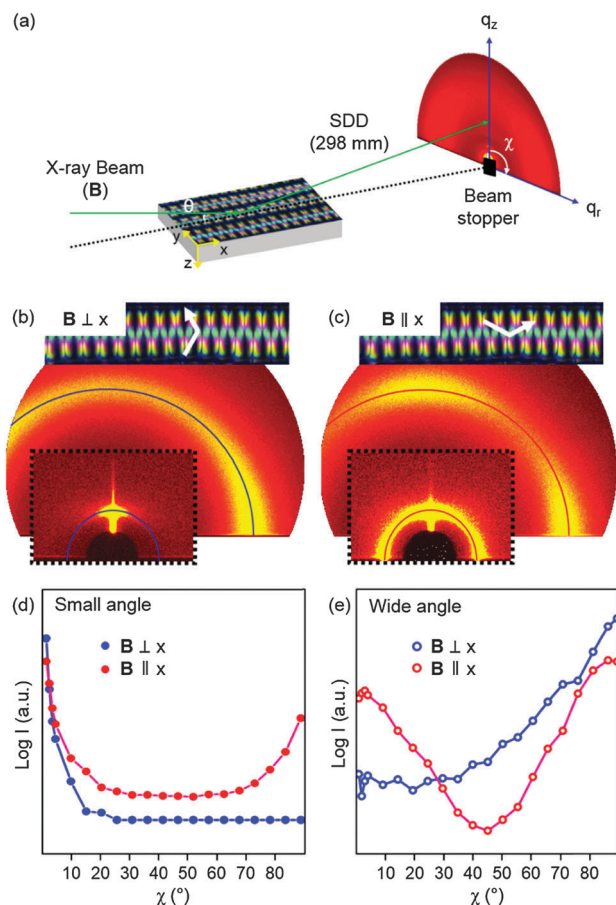 (a)
q_z
SDD
(298 mm)
χ
X-ray Beam
(B)
θ
Beam
stopper
y
x
z
q_r
(b)
B ⊥ x
(c)
B ∥ x
(d)
Small angle
B ⊥ x
B ∥ x
Log I (a.u.)
10 20 30 40 50 60 70 80
χ (°)
(e)
Wide angle
B ⊥ x
B ∥ x
Log I (a.u.)
10 20 30 40 50 60 70 80
χ (°)